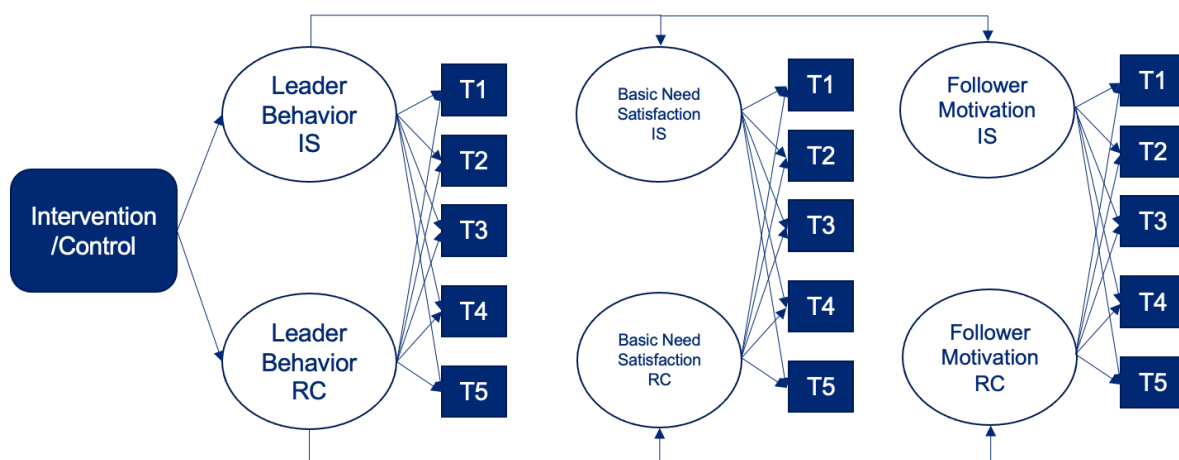 Intervention
/Control
Leader
Behavior
IS
Leader
Behavior
RC
T1
T2
T3
T4
T5
Basic Need
Satisfaction
IS
Basic Need
Satisfaction
RC
T1
T2
T3
T4
T5
Follower
Motivation
IS
Follower
Motivation
RC
T1
T2
T3
T4
T5